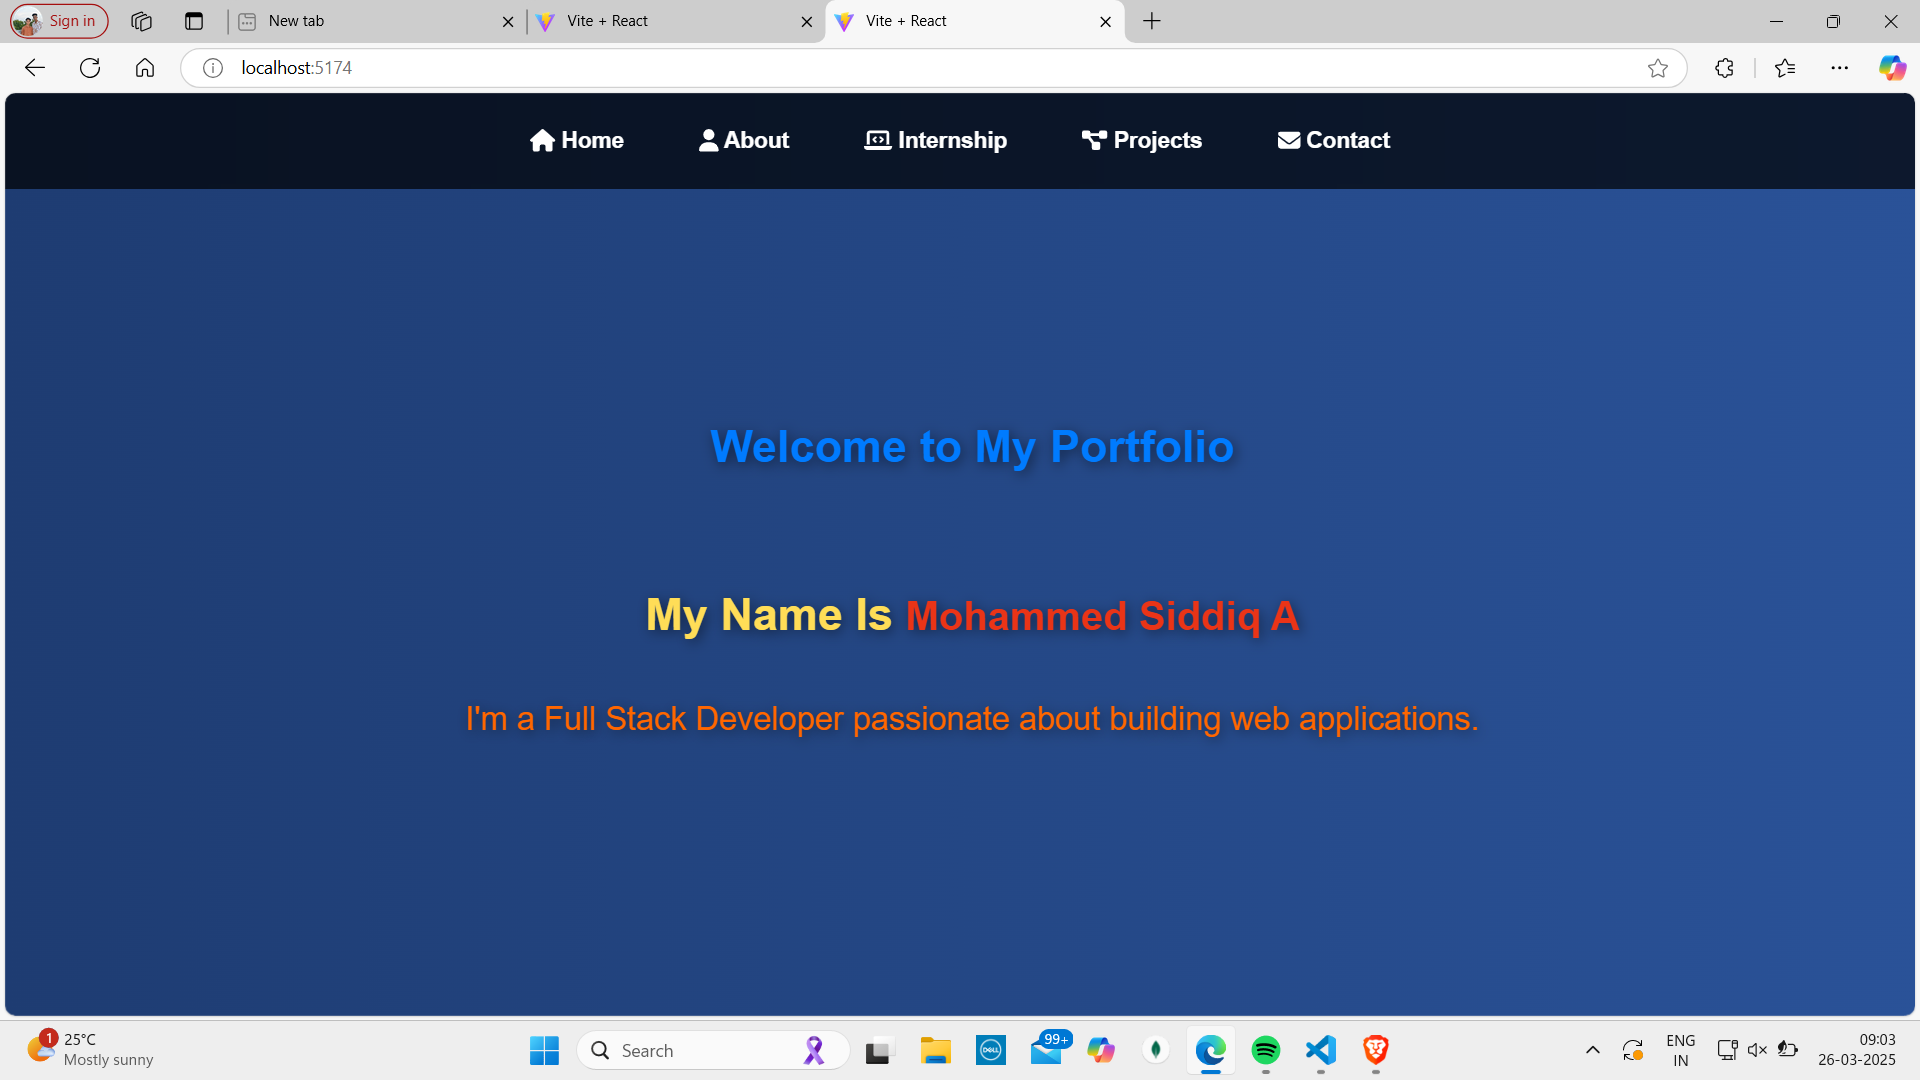 Sign in
New tab
Vite + React
Vite + React
localhost:5174
Home
About
Internship
Projects
Contact
Welcome to My Portfolio
My Name Is Mohammed Siddiq A
I'm a Full Stack Developer passionate about building web applications.
1
25°C
Mostly sunny
Search
DELL
99+
ENG
IN
09:03
26-03-2025